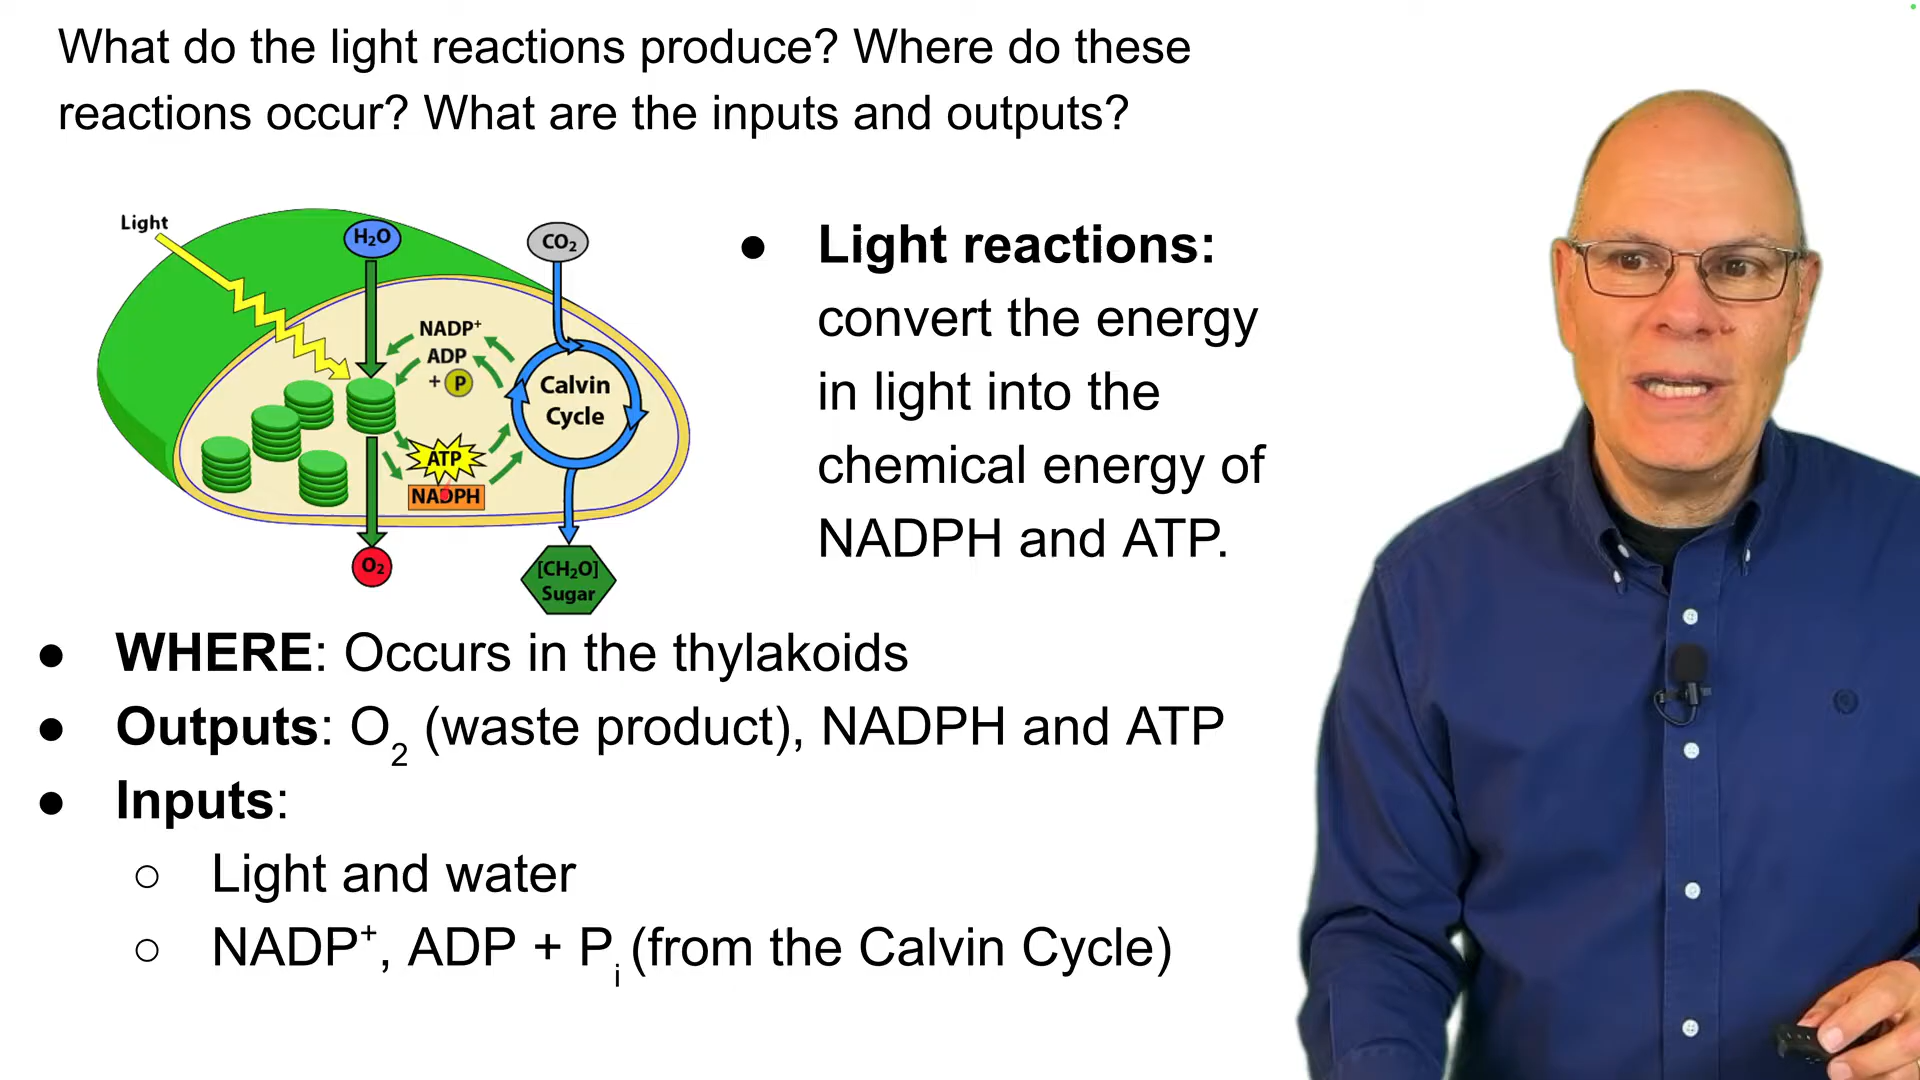 What do the light reactions produce? Where do these
reactions occur? What are the inputs and outputs?
Light
H₂O
CO₂
NADP⁺
ADP
+ P
Calvin
Cycle
ATP
NADPH
O₂
[CH₂O]
Sugar
● Light reactions:
convert the energy
in light into the
chemical energy of
NADPH and ATP.
● WHERE: Occurs in the thylakoids
● Outputs: O₂ (waste product), NADPH and ATP
● Inputs:
○ Light and water
○ NADP⁺, ADP + Pᵢ (from the Calvin Cycle)